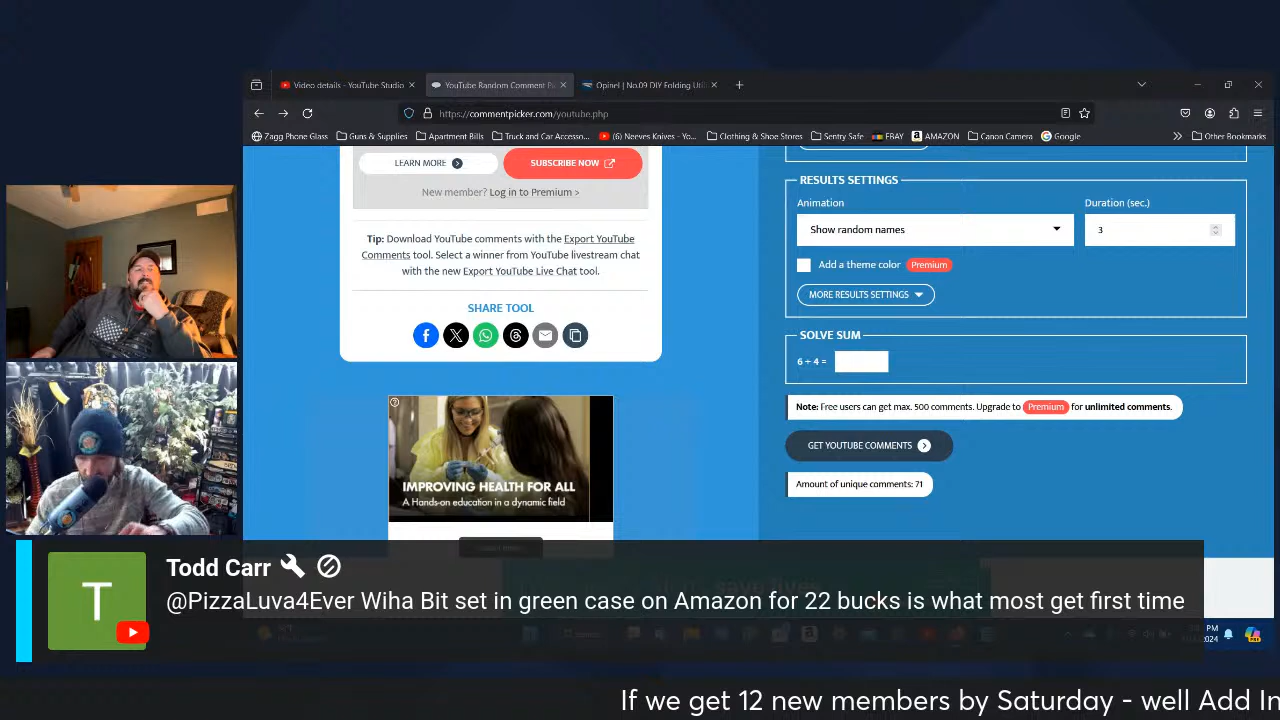 Video details - YouTube Studio
YouTube Random Comment P
Opinel | No.09 DIY Folding Uti
https://commentpicker.com/youtube.php
Zagg Phone Glass
Guns & Supplies
Apartment Bills
Truck and Car Accesso...
(6) Neeves Knives - Yo...
Clothing & Shoe Stores
Sentry Safe
EBAY
AMAZON
Canon Camera
Google
Other Bookmarks
LEARN MORE
SUBSCRIBE NOW
New member? Log in to Premium >
Tip: Download YouTube comments with the Export YouTube
Comments tool. Select a winner from YouTube livestream chat
with the new Export YouTube Live Chat tool.
SHARE TOOL
IMPROVING HEALTH FOR ALL
A Hands-on education in a dynamic field
RESULTS SETTINGS
Animation
Duration (sec.)
Show random names
3
Add a theme color Premium
MORE RESULTS SETTINGS
SOLVE SUM
6 + 4 =
Note: Free users can get max. 500 comments. Upgrade to Premium for unlimited comments.
GET YOUTUBE COMMENTS
Amount of unique comments: 71
T
Todd Carr
@PizzaLuva4Ever Wiha Bit set in green case on Amazon for 22 bucks is what most get first time
PM
2024
If we get 12 new members by Saturday - well Add In